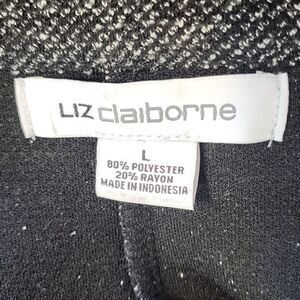 LIZ claiborne
L
80% POLYESTER
20% RAYON
MADE IN INDONESIA